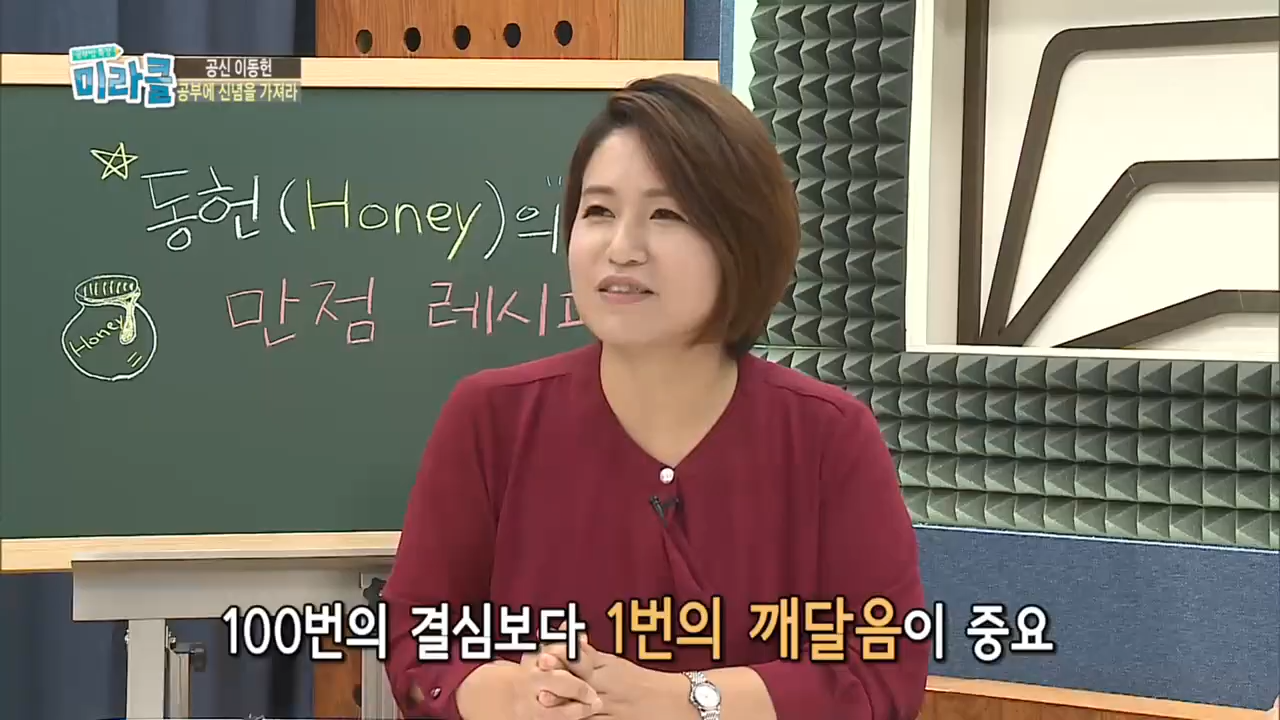 미라클
공신 이동헌
공부에 신념을 가져라
동헌(Honey)의
만점 레시피
Honey
100번의 결심보다 1번의 깨달음이 중요